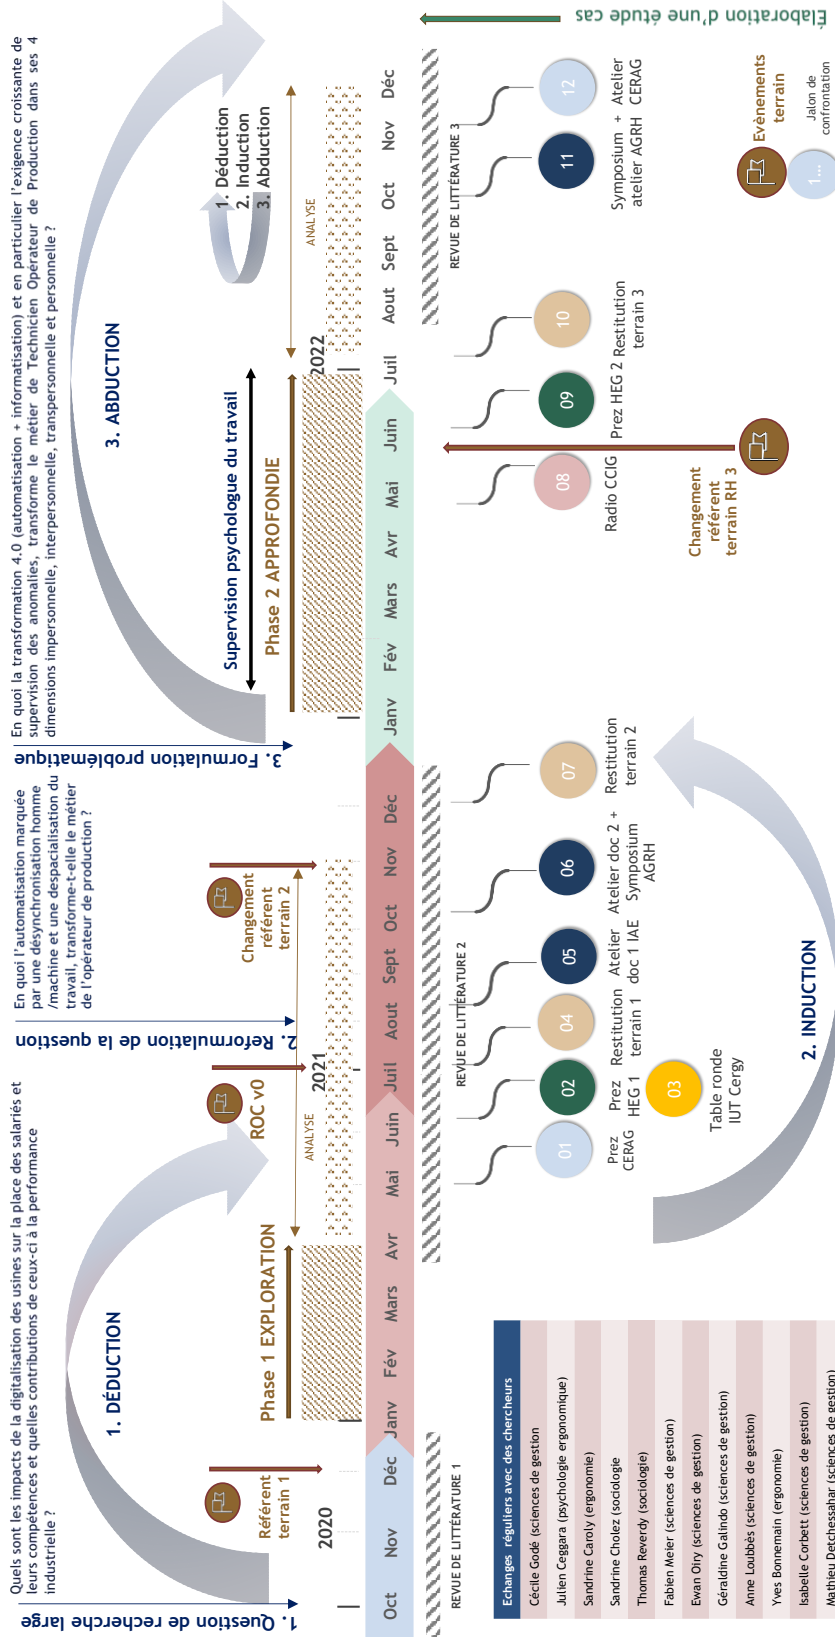 1. Question de recherche large
Quels sont les impacts de la digitalisation des usines sur la place des salariés et
leurs compétences et quelles contributions de ceux-ci à la performance
industrielle ?
2. Reformulation de la question
En quoi l'automatisation marquée
par une désynchronisation homme
/machine et une despacialisation du
travail, transforme-t-elle le métier
de l'opérateur de production ?
3. Formulation problématique
En quoi la transformation 4.0 (automatisation + informatisation) et en particulier l'exigence croissante de
supervision des anomalies, transforme le métier de Technicien Opérateur de Production dans ses 4
dimensions impersonnelle, interpersonnelle, transpersonnelle et personnelle ?
1. DÉDUCTION
3. ABDUCTION
1. Déduction
2. Induction
3. Abduction
Référent
terrain 1
ROC v0
Changement
référent
terrain 2
Phase 1 EXPLORATION
Supervision psychologue du travail
Phase 2 APPROFONDIE
ANALYSE
ANALYSE
2020
2021
2022
Oct
Nov
Déc
Janv
Fév
Mars
Avr
Mai
Juin
Juil
Aout
Sept
Oct
Nov
Déc
Janv
Fév
Mars
Avr
Mai
Juin
Juil
Aout
Sept
Oct
Nov
Déc
REVUE DE LITTÉRATURE 1
REVUE DE LITTÉRATURE 2
REVUE DE LITTÉRATURE 3
Élaboration d'une étude cas
01
Prez
CERAG
02
Prez
HEG 1
03
Table ronde
IUT Cergy
04
Restitution
terrain 1
05
Atelier
doc 1 IAE
06
Atelier doc 2 +
Symposium
AGRH
07
Restitution
terrain 2
08
Radio CCIG
09
Prez HEG 2
10
Restitution
terrain 3
11
Symposium +
atelier AGRH
12
Atelier
CERAG
Changement
référent
terrain RH 3
2. INDUCTION
Evènements
terrain
1...
Jalon de
confrontation
Echanges réguliers avec des chercheurs
Cécile Godé (sciences de gestion
Julien Ceggara (psychologie ergonomique)
Sandrine Caroly (ergonomie)
Sandrine Cholez (sociologie
Thomas Reverdy (sociologie)
Fabien Meier (sciences de gestion)
Ewan Oiry (sciences de gestion)
Géraldine Galindo (sciences de gestion)
Anne Loubbès (sciences de gestion)
Yves Bonnemain (ergonomie)
Isabelle Corbett (sciences de gestion)
Mathieu Detchessahar (sciences de gestion)